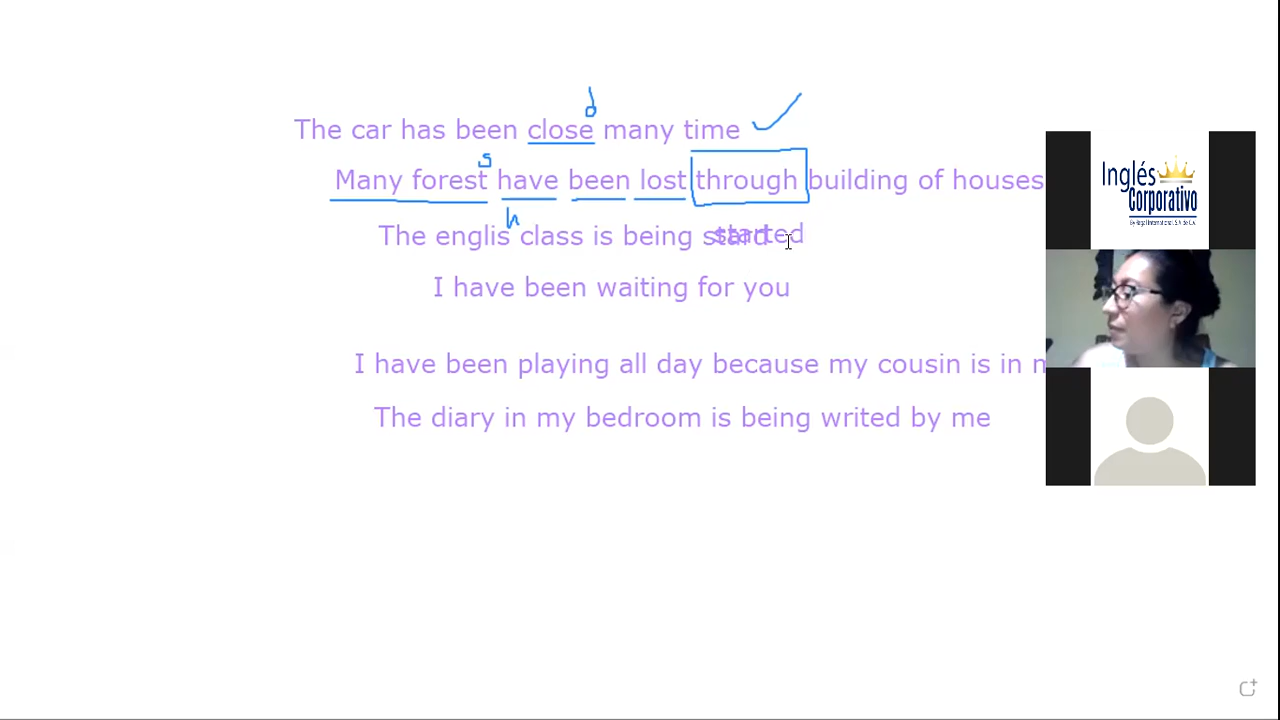 d
The car has been close many time
s
Many forest have been lost through building of houses
h
The englis class is being stard started
I have been waiting for you
I have been playing all day because my cousin is in m
The diary in my bedroom is being writed by me
Inglés
Corporativo